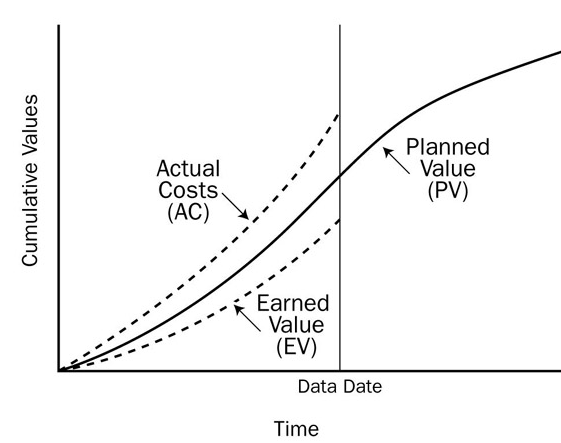 Cumulative Values
Actual
Costs
(AC)
Planned
Value
(PV)
Earned
Value
(EV)
Data Date
Time